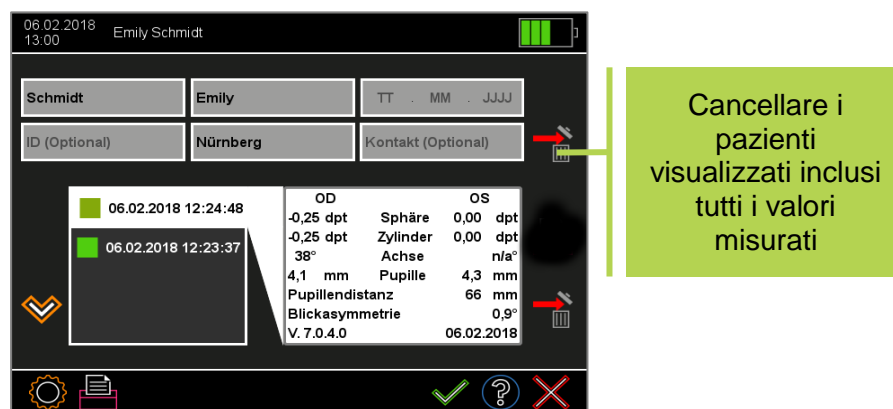 06.02.2018
13:00
Emily Schmidt
Schmidt
Emily
TT . MM . JJJJ
ID (Optional)
Nürnberg
Kontakt (Optional)
06.02.2018 12:24:48
06.02.2018 12:23:37
OD OS
-0,25 dpt Sphäre 0,00 dpt
-0,25 dpt Zylinder 0,00 dpt
38° Achse n/a°
4,1 mm Pupille 4,3 mm
Pupillendistanz 66 mm
Blickasymmetrie 0,9°
V. 7.0.4.0 06.02.2018
?
Cancellare i
pazienti
visualizzati inclusi
tutti i valori
misurati